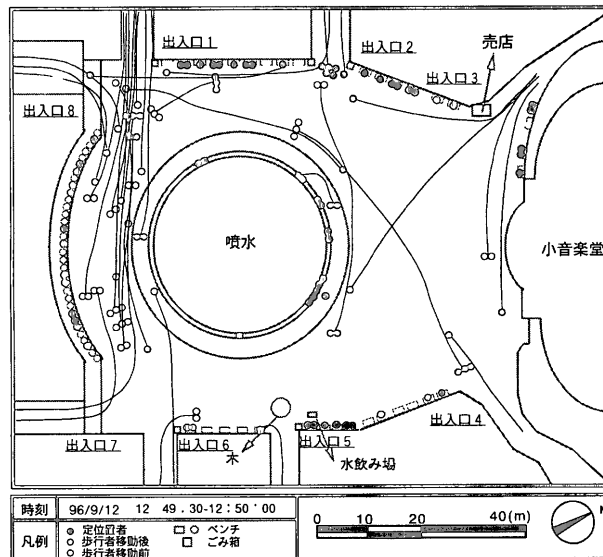 出入口1
出入口2
売店
出入口3
出入口8
噴水
小音楽堂
出入口4
出入口7
出入口6
出入口5
木
水飲み場
時刻
96/9/12 12 49.30-12:50'00
凡例
定位置者
歩行者移動後
歩行者移動前
ベンチ
ごみ箱
0 10 20 40(m)